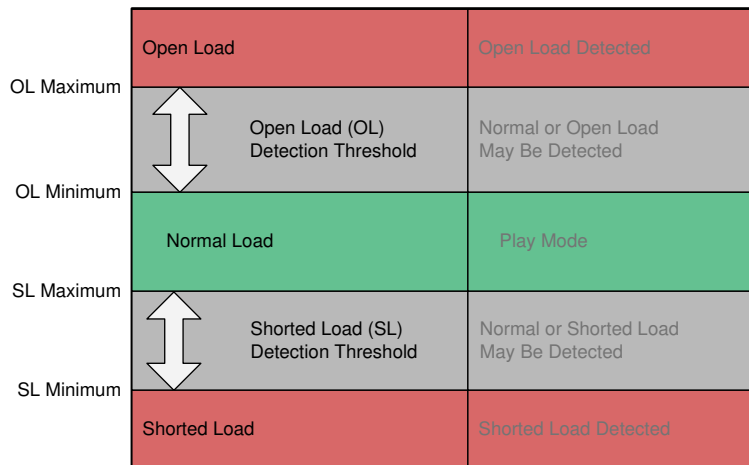 Open Load
Open Load Detected
OL Maximum
Open Load (OL)
Detection Threshold
Normal or Open Load
May Be Detected
OL Minimum
Normal Load
Play Mode
SL Maximum
Shorted Load (SL)
Detection Threshold
Normal or Shorted Load
May Be Detected
SL Minimum
Shorted Load
Shorted Load Detected